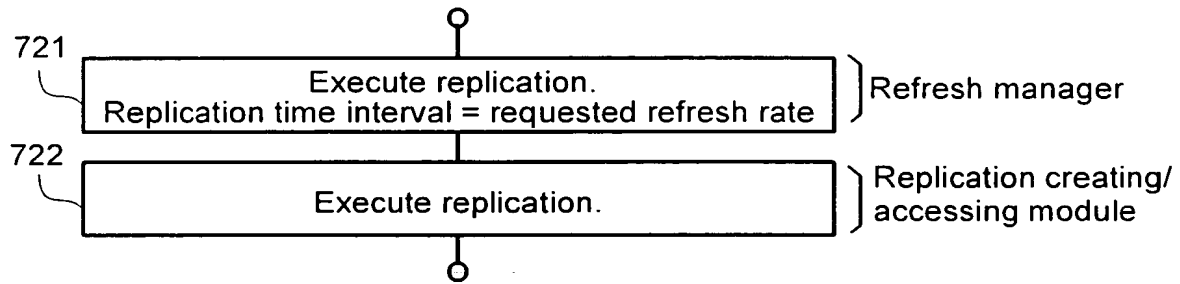 721
Execute replication.
Replication time interval = requested refresh rate
Refresh manager
722
Execute replication.
Replication creating/
accessing module